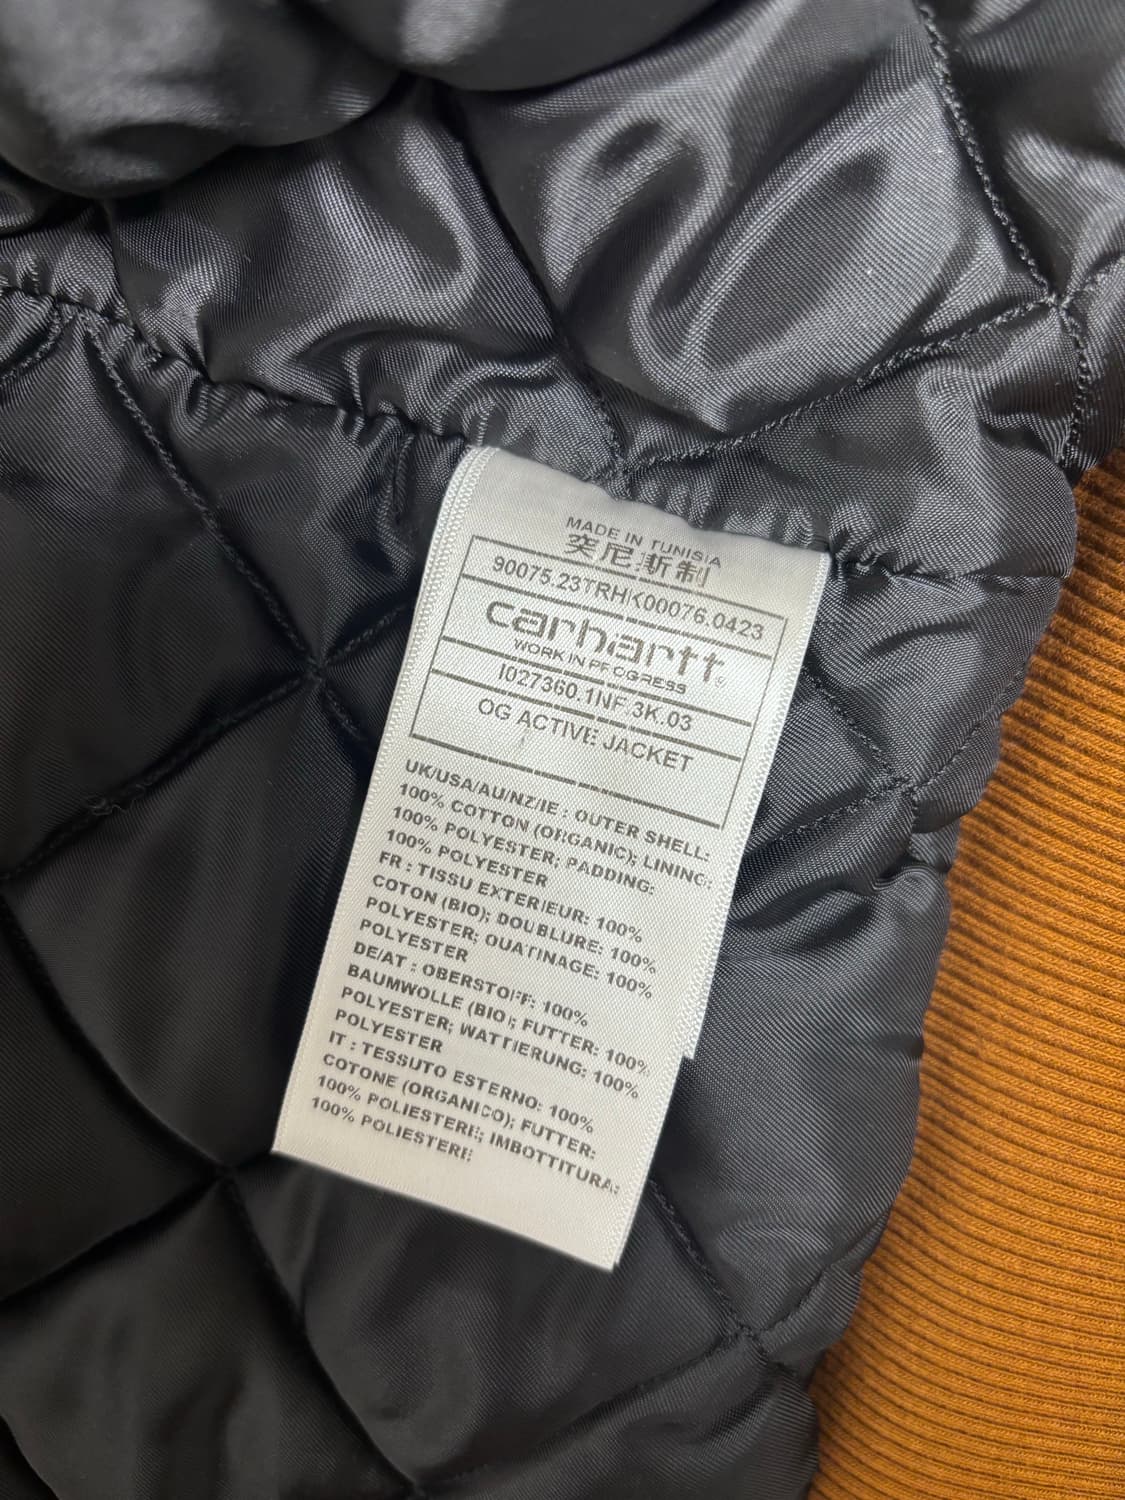 MADE IN TUNISIA
突尼斯制
90075.23TRHK00076.0423
carhartt®
WORK IN PROGRESS
I027360.1NF 3K.03
OG ACTIVE JACKET
UK/USA/AU/NZ/IE : OUTER SHELL:
100% COTTON (ORGANIC); LINING:
100% POLYESTER; PADDING:
100% POLYESTER
FR : TISSU EXTERIEUR: 100%
COTON (BIO); DOUBLURE: 100%
POLYESTER; OUATINAGE: 100%
POLYESTER
DE/AT : OBERSTOFF: 100%
BAUMWOLLE (BIO); FUTTER: 100%
POLYESTER; WATTIERUNG: 100%
POLYESTER
IT : TESSUTO ESTERNO: 100%
COTONE (ORGANICO); FUTTER:
100% POLIESTERE; IMBOTTITURA:
100% POLIESTERE